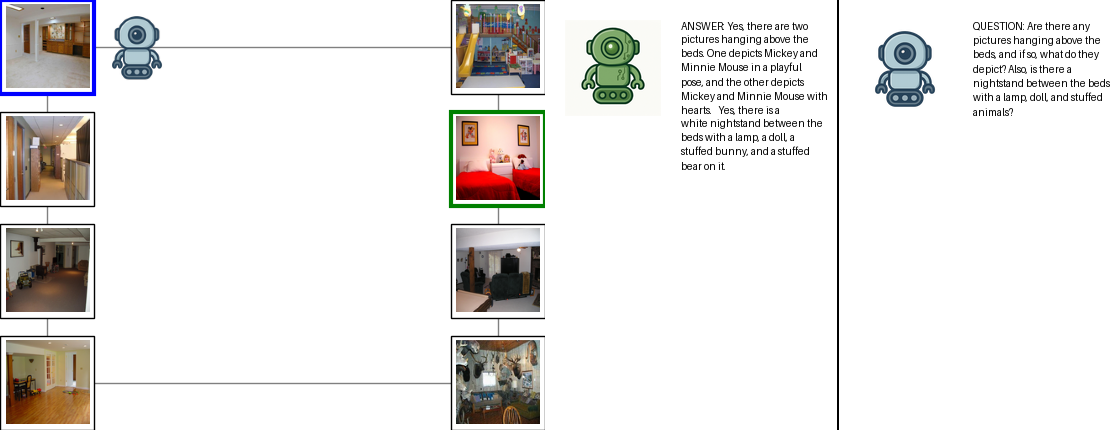 ANSWER: Yes, there are two
pictures hanging above the
beds. One depicts Mickey and
Minnie Mouse in a playful
pose, and the other depicts
Mickey and Minnie Mouse with
hearts.   Yes, there is a
white nightstand between the
beds with a lamp, a doll, a
stuffed bunny, and a stuffed
bear on it.
QUESTION: Are there any
pictures hanging above the
beds, and if so, what do they
depict? Also, is there a
nightstand between the beds
with a lamp, doll, and stuffed
animals?